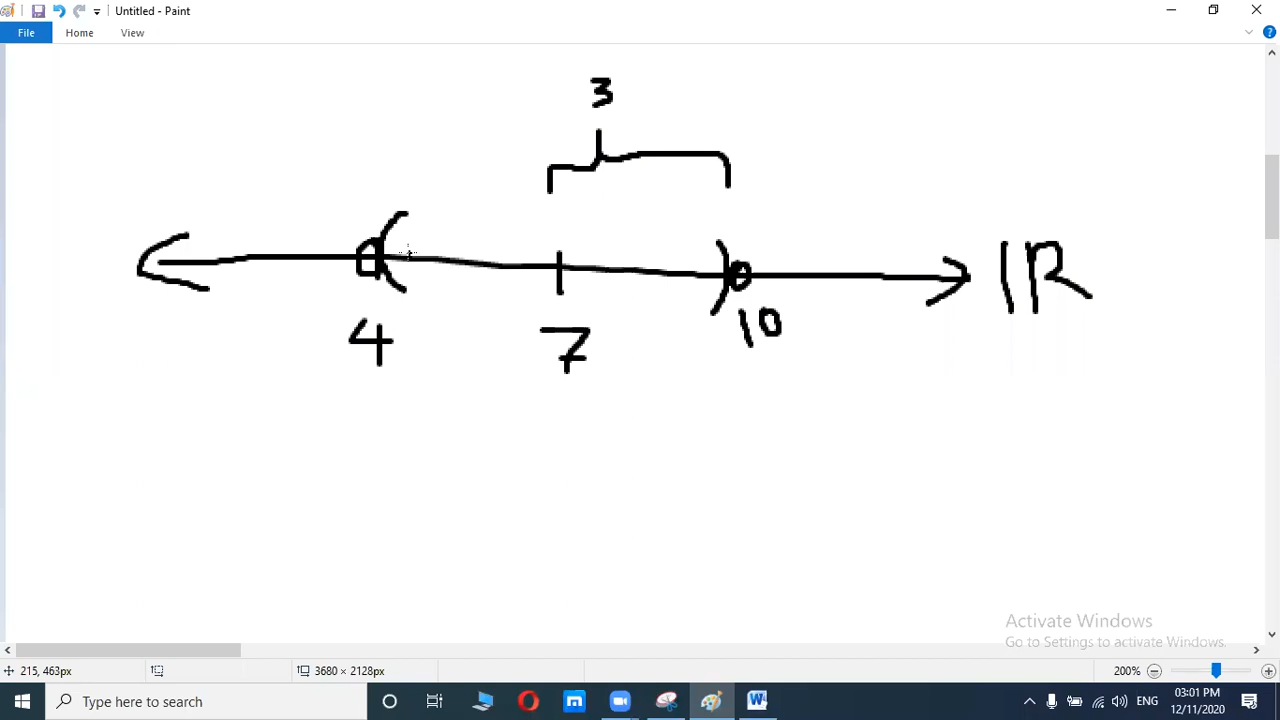 Untitled - Paint
File Home View
3
IR
4 7 10
Activate Windows
Go to Settings to activate Windows.
215, 463px 3680 × 2128px 200%
Type here to search
ENG 03:01 PM
12/11/2020